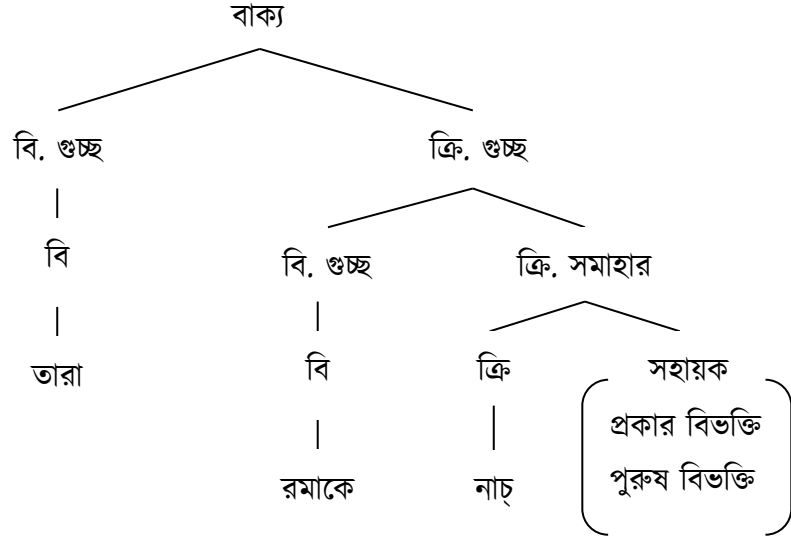 বাক্য
বি. গুচ্ছ ক্রি. গুচ্ছ
বি বি. গুচ্ছ ক্রি. সমাহার
তারা বি ক্রি সহায়ক
প্রকার বিভক্তি
রমাকে নাচ্ পুরুষ বিভক্তি